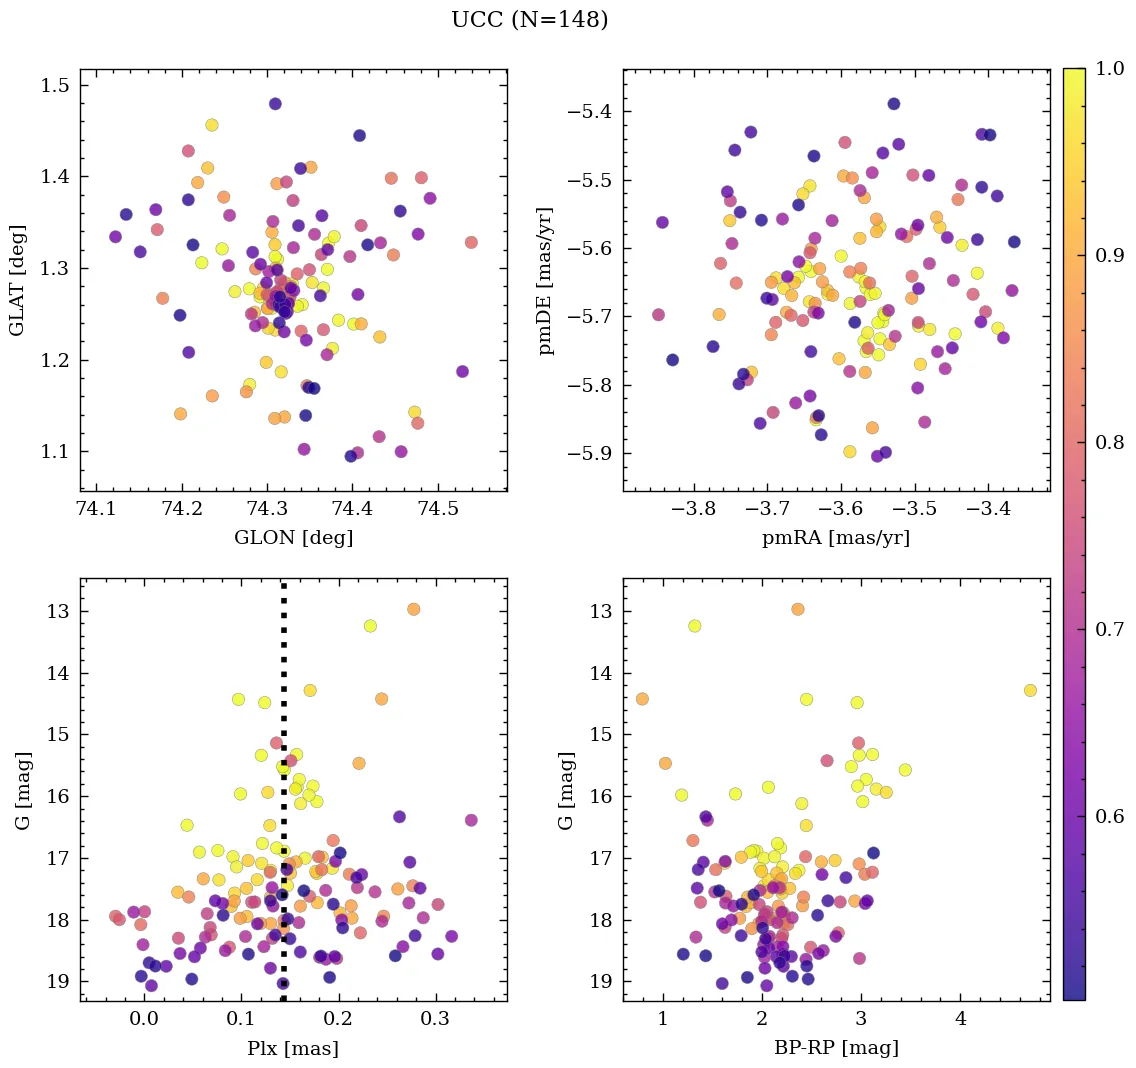 UCC (N=148)
1.5
1.4
1.3
1.2
1.1
GLAT [deg]
74.1 74.2 74.3 74.4 74.5
GLON [deg]
−5.4
−5.5
−5.6
−5.7
−5.8
−5.9
pmDE [mas/yr]
−3.8 −3.7 −3.6 −3.5 −3.4
pmRA [mas/yr]
1.0
0.9
0.8
0.7
0.6
13
14
15
16
17
18
19
G [mag]
0.0 0.1 0.2 0.3
Plx [mas]
13
14
15
16
17
18
19
G [mag]
1 2 3 4
BP-RP [mag]